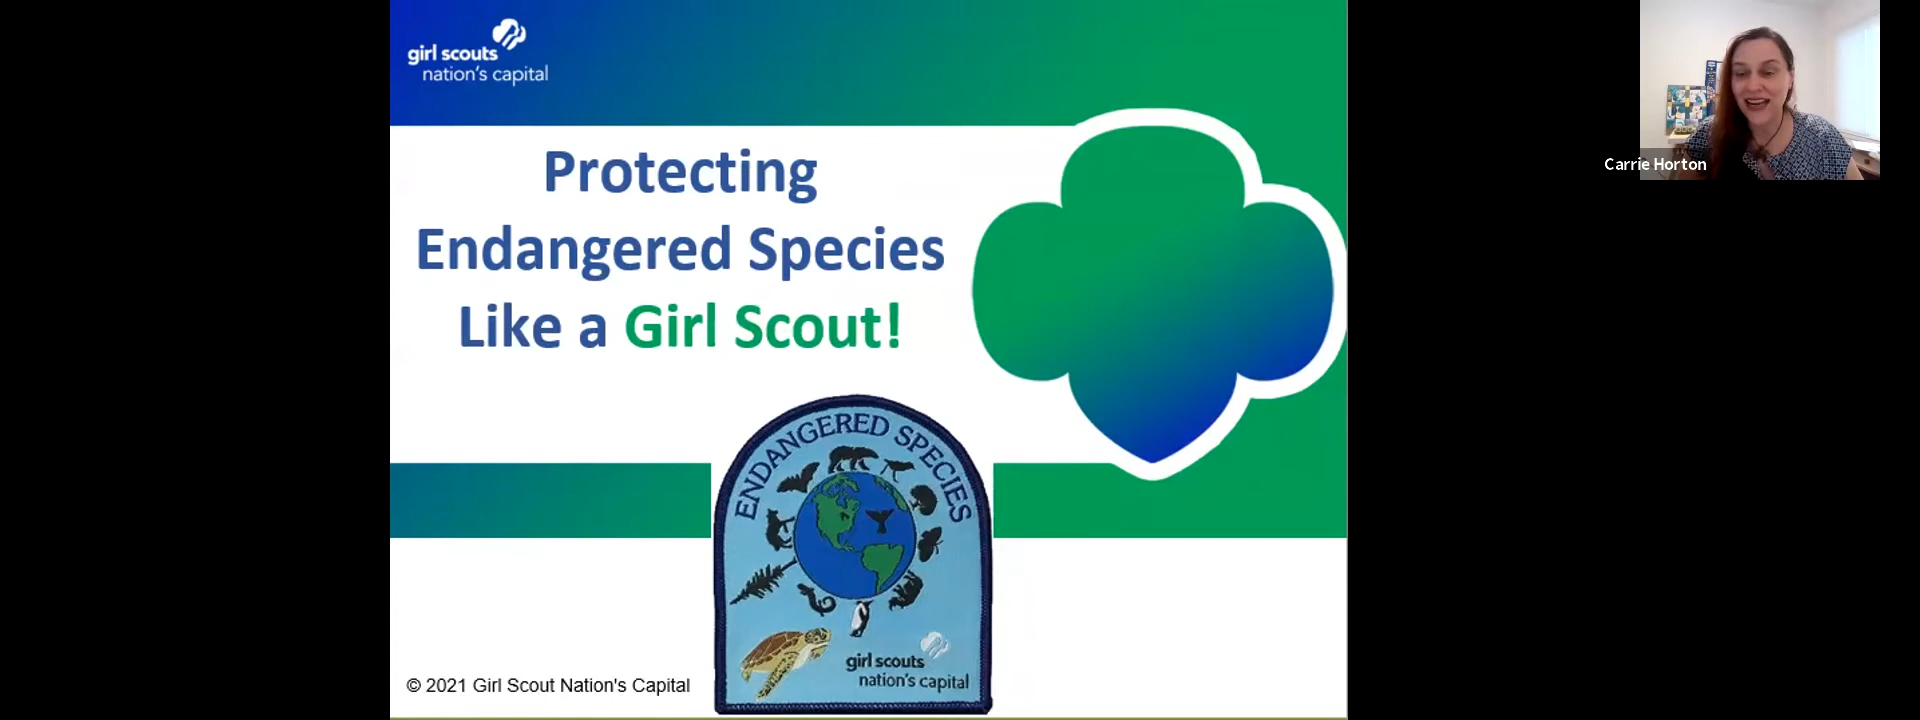 girl scouts
nation's capital
Protecting
Endangered Species
Like a Girl Scout!
ENDANGERED SPECIES
girl scouts
nation's capital
© 2021 Girl Scout Nation's Capital
Carrie Horton